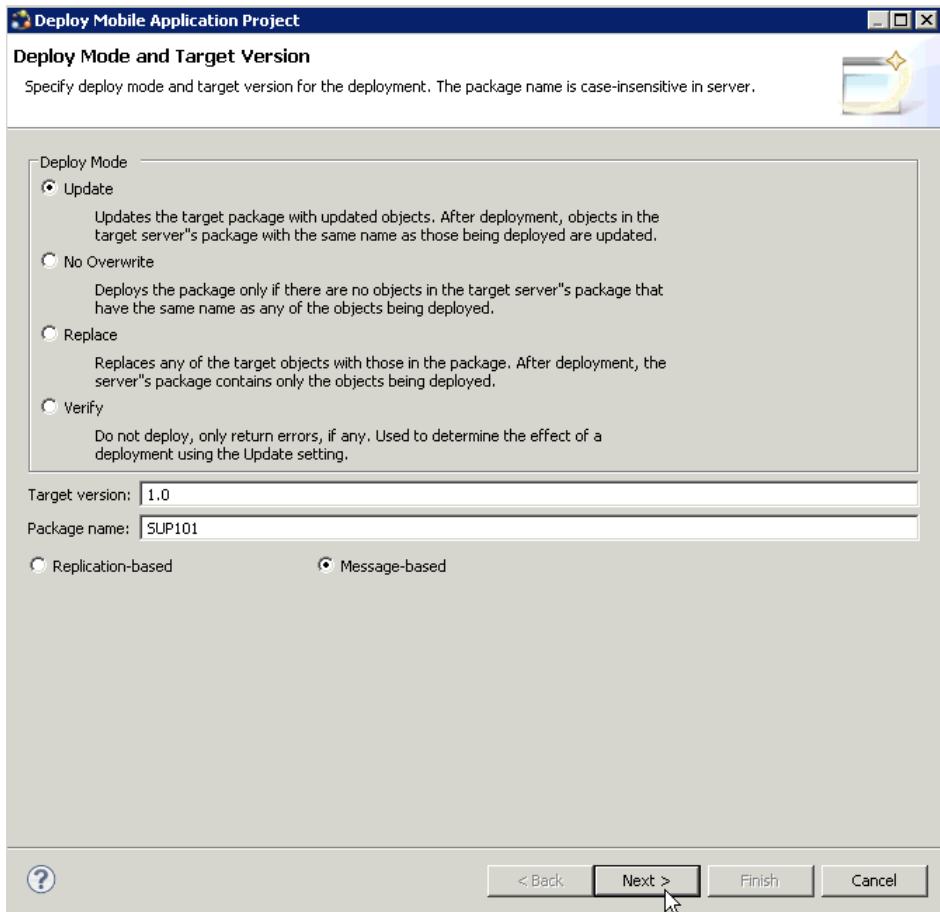 Deploy Mobile Application Project
Deploy Mode and Target Version
Specify deploy mode and target version for the deployment. The package name is case-insensitive in server.
Deploy Mode
Update
Updates the target package with updated objects. After deployment, objects in the
target server"s package with the same name as those being deployed are updated.
No Overwrite
Deploys the package only if there are no objects in the target server"s package that
have the same name as any of the objects being deployed.
Replace
Replaces any of the target objects with those in the package. After deployment, the
server"s package contains only the objects being deployed.
Verify
Do not deploy, only return errors, if any. Used to determine the effect of a
deployment using the Update setting.
Target version: 1.0
Package name: SUP101
Replication-based Message-based
? < Back Next > Finish Cancel